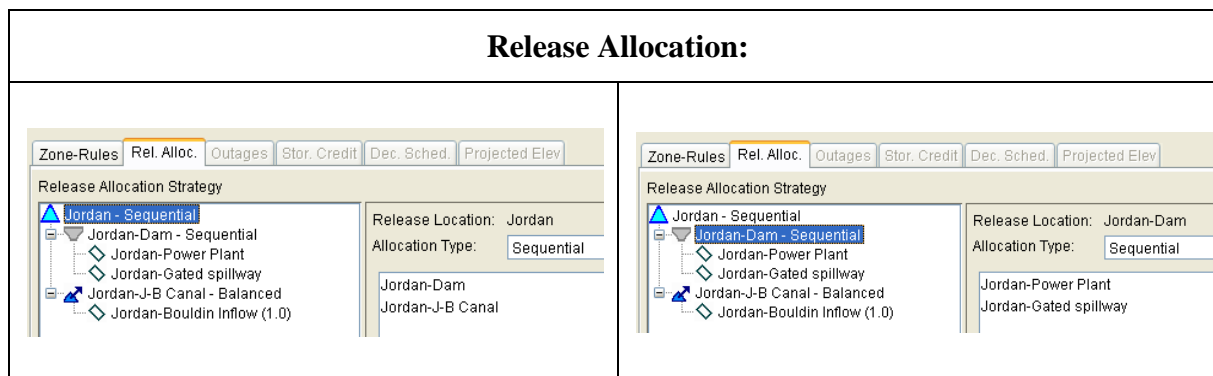 Release Allocation:
Zone-Rules Rel. Alloc. Outages Stor. Credit Dec. Sched. Projected Elev
Release Allocation Strategy
Jordan - Sequential
Jordan-Dam - Sequential
Jordan-Power Plant
Jordan-Gated spillway
Jordan-J-B Canal - Balanced
Jordan-Bouldin Inflow (1.0)
Release Location: Jordan
Allocation Type: Sequential
Jordan-Dam
Jordan-J-B Canal
Zone-Rules Rel. Alloc. Outages Stor. Credit Dec. Sched. Projected Elev
Release Allocation Strategy
Jordan - Sequential
Jordan-Dam - Sequential
Jordan-Power Plant
Jordan-Gated spillway
Jordan-J-B Canal - Balanced
Jordan-Bouldin Inflow (1.0)
Release Location: Jordan-Dam
Allocation Type: Sequential
Jordan-Power Plant
Jordan-Gated spillway